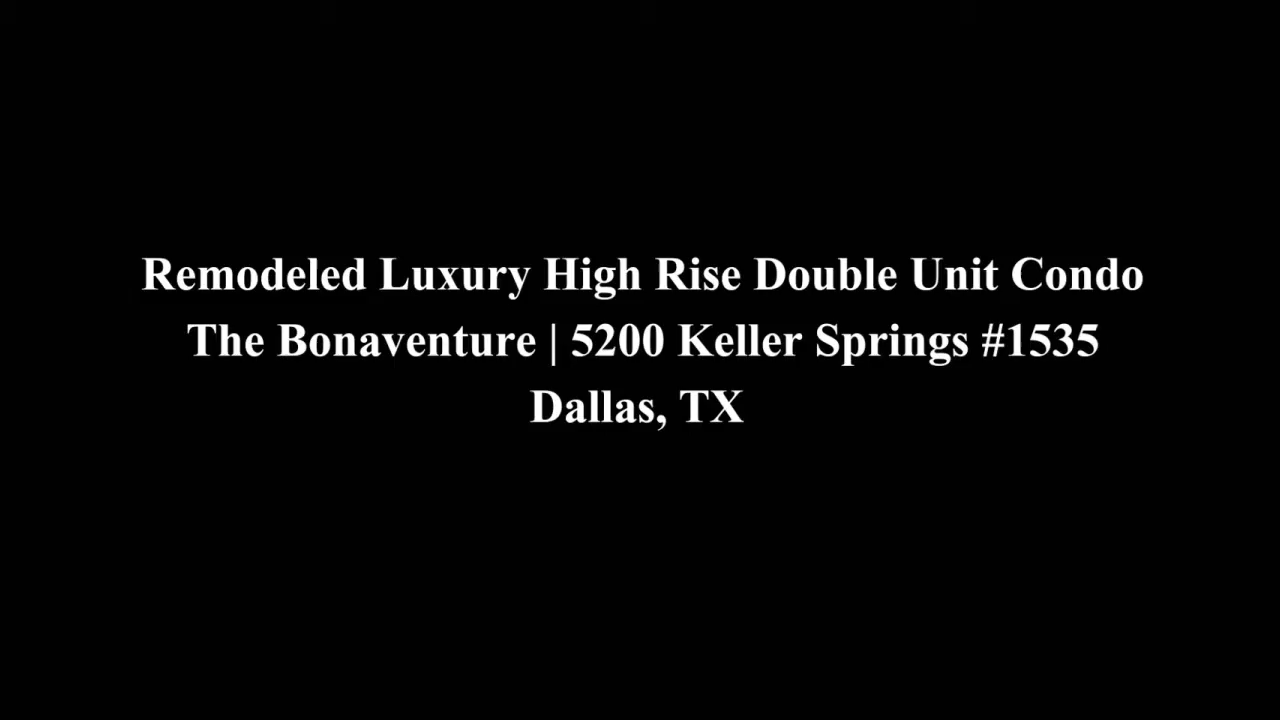 Remodeled Luxury High Rise Double Unit Condo
The Bonaventure | 5200 Keller Springs #1535
Dallas, TX